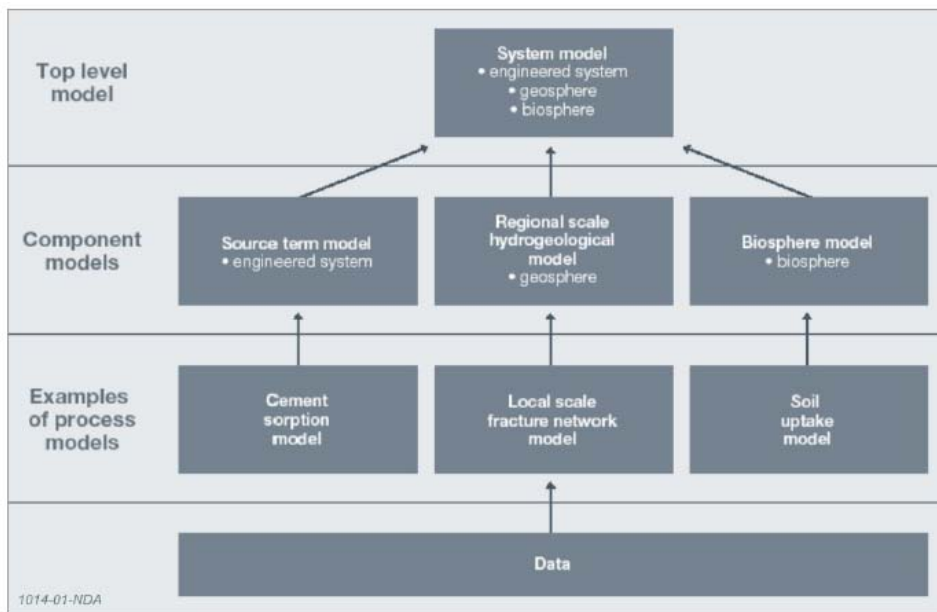 Top level
model
System model
• engineered system
• geosphere
• biosphere
Component
models
Source term model
• engineered system
Regional scale
hydrogeological
model
• geosphere
Biosphere model
• biosphere
Examples
of process
models
Cement
sorption
model
Local scale
fracture network
model
Soil
uptake
model
Data
1014-01-NDA